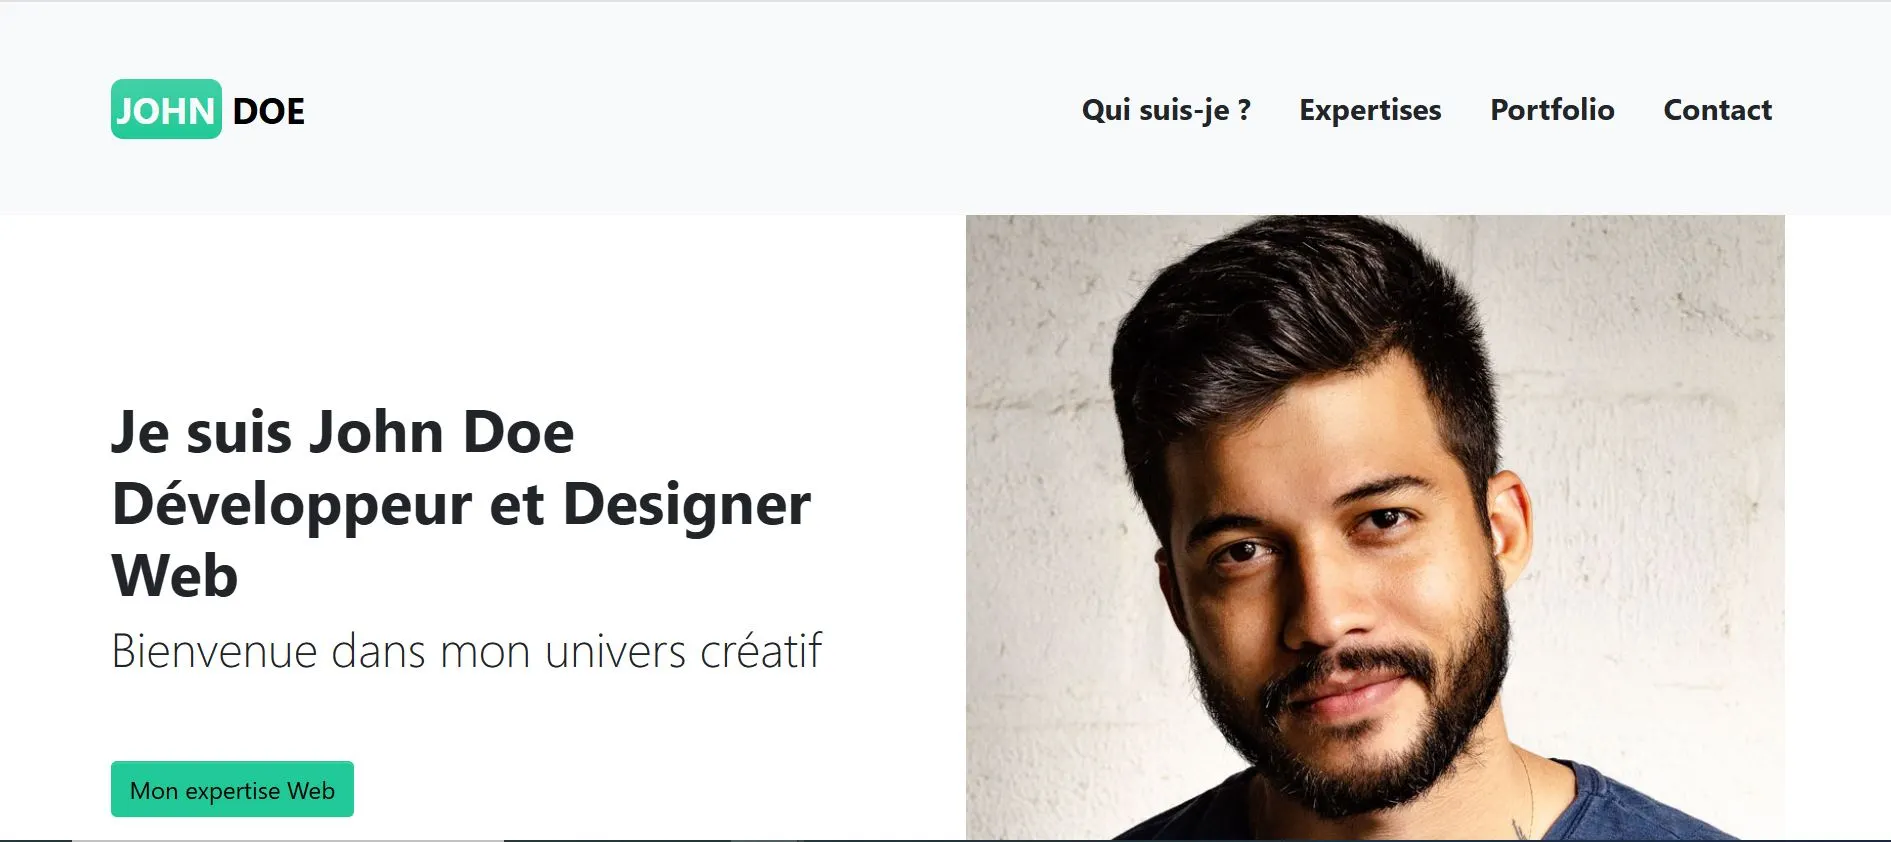 JOHN DOE
Qui suis-je ? Expertises Portfolio Contact
Je suis John Doe
Développeur et Designer
Web
Bienvenue dans mon univers créatif
Mon expertise Web